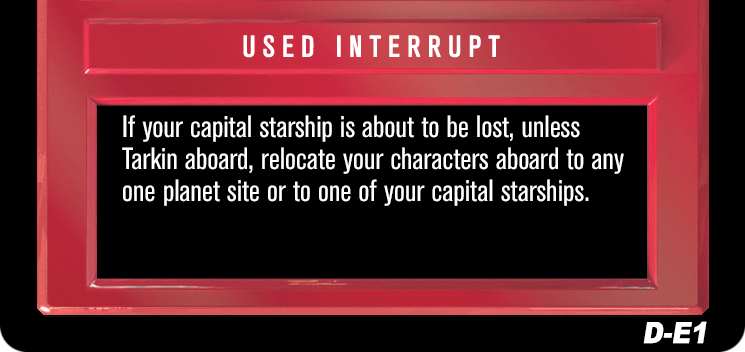 USED INTERRUPT
If your capital starship is about to be lost, unless
Tarkin aboard, relocate your characters aboard to any
one planet site or to one of your capital starships.
D-E1